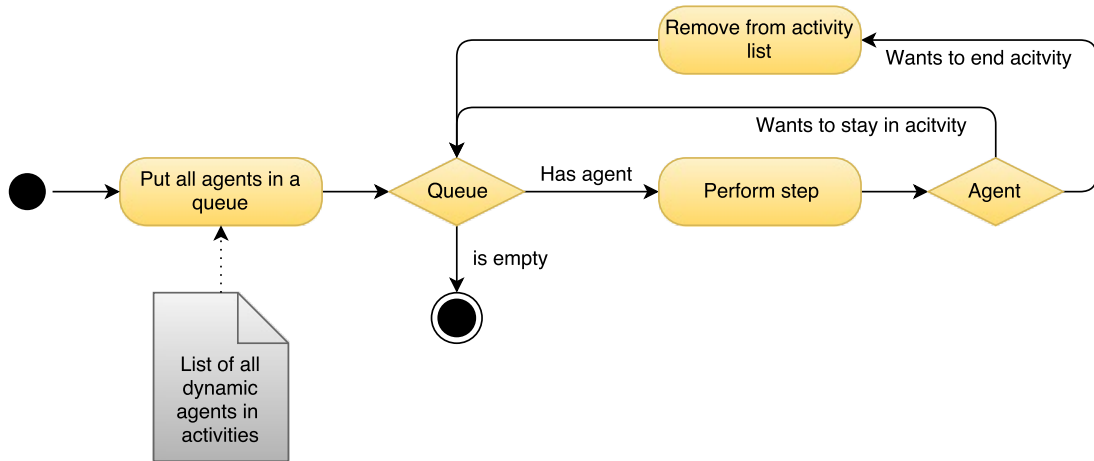 Remove from activity
list
Wants to end acitvity
Wants to stay in acitvity
Put all agents in a
queue
Queue
Has agent
Perform step
Agent
is empty
List of all
dynamic
agents in
activities